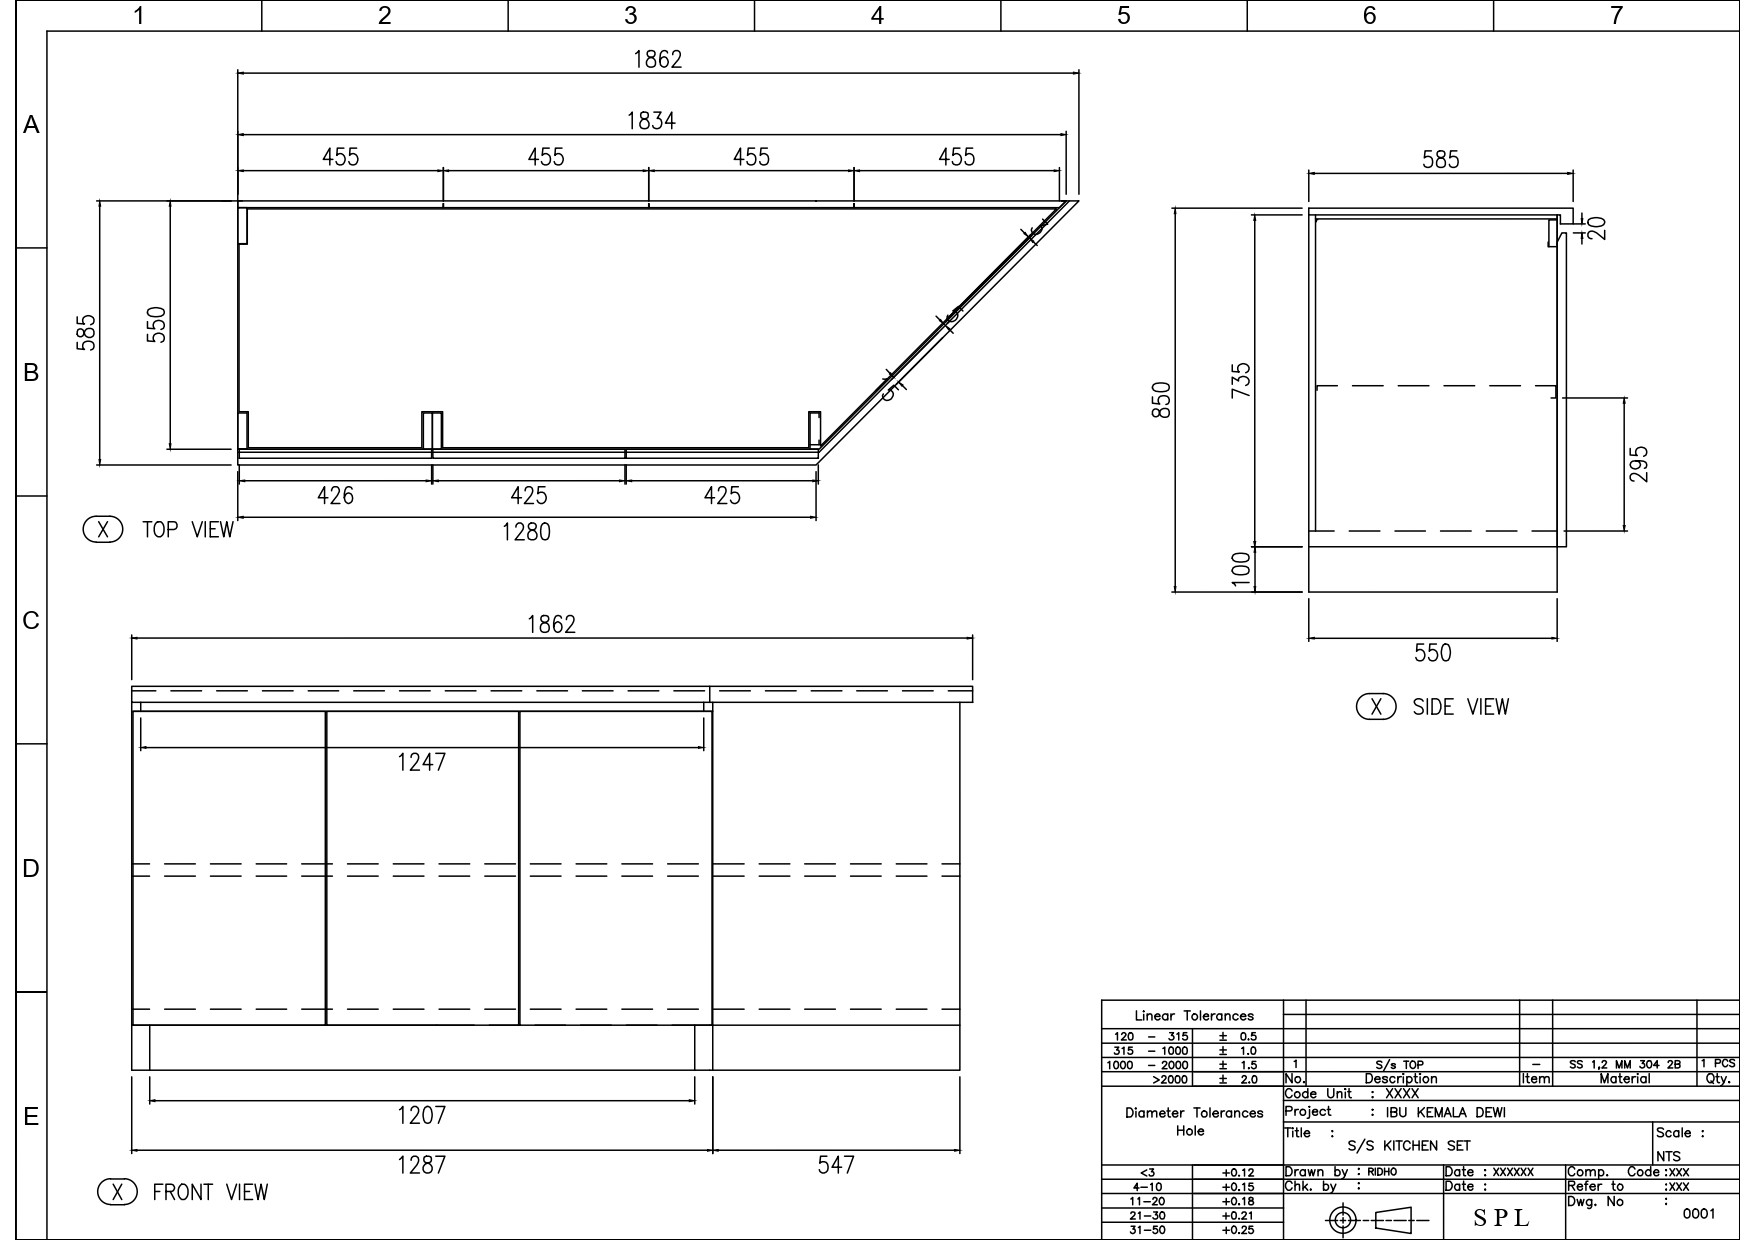 1 2 3 4 5 6 7
A
B
C
D
E
1862
1834
455 455 455 455
585
550
5
5
15
426 425 425
1280
X TOP VIEW
585
20
850
735
295
100
550
X SIDE VIEW
1862
1247
1207
1287 547
X FRONT VIEW
Linear Tolerances
120 - 315 ± 0.5
315 - 1000 ± 1.0
1000 - 2000 ± 1.5
>2000 ± 2.0
1 S/s TOP - SS 1,2 MM 304 2B 1 PCS
No. Description Item Material Qty.
Code Unit : XXXX
Project : IBU KEMALA DEWI
Title :
S/S KITCHEN SET
Scale :
NTS
Diameter Tolerances
Hole
<3 +0.12
4-10 +0.15
11-20 +0.18
21-30 +0.21
31-50 +0.25
Drawn by : RIDHO Date : XXXXXX Comp. Code :XXX
Chk. by : Date : Refer to :XXX
SPL
Dwg. No :
0001